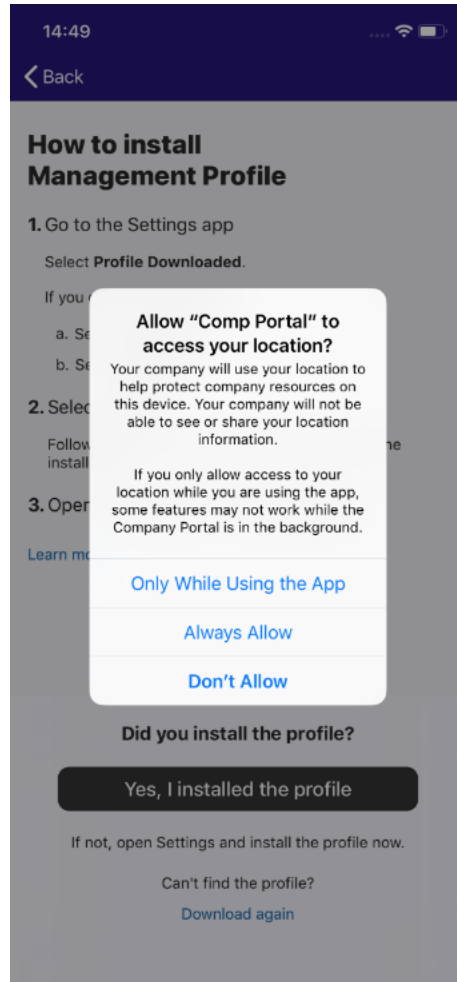 14:49
Back
How to install
Management Profile
1. Go to the Settings app
Select Profile Downloaded.
If you
a.
b.
2.
Follow
install
3. Open
Learn
Allow “Comp Portal” to
access your location?
Your company will use your location to
help protect company resources on
this device. Your company will not be
able to see or share your location
information.
If you only allow access to your
location while you are using the app,
some features may not work while the
Company Portal is in the background.
Only While Using the App
Always Allow
Don’t Allow
Did you install the profile?
Yes, I installed the profile
If not, open Settings and install the profile now.
Can't find the profile?
Download again